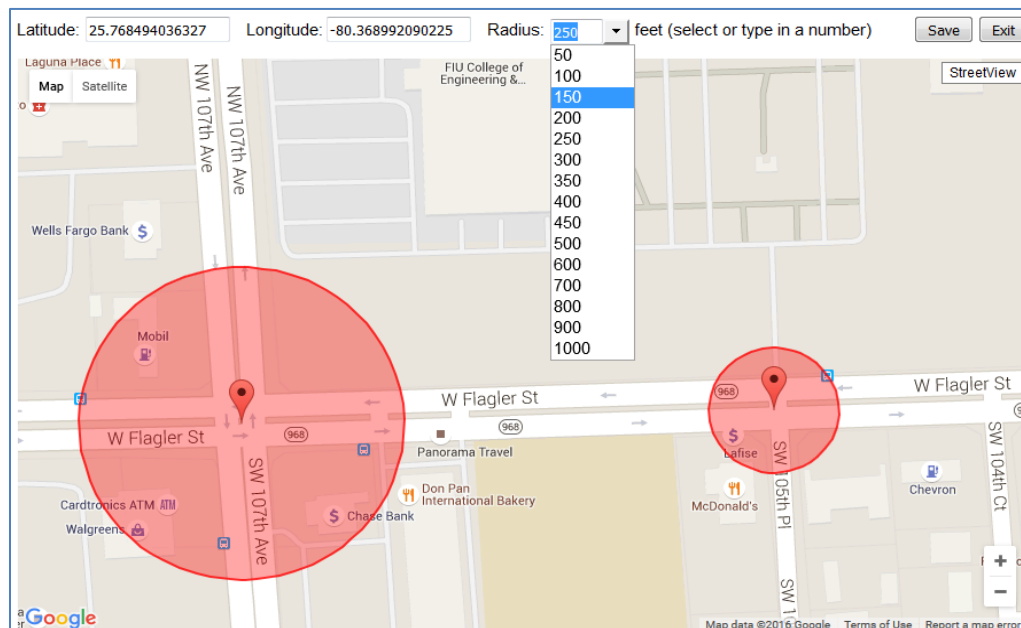 Latitude: 25.768494036327 Longitude: -80.368992090225 Radius: 250 feet (select or type in a number) Save Exit
50
100
150
200
250
300
350
400
450
500
600
700
800
900
1000
Laguna Place
Map Satellite
StreetView
FIU College of
Engineering &...
NW 107th Ave
NW 107th Ave
Wells Fargo Bank
Mobil
W Flagler St
W Flagler St
W Flagler St
968
968
968
Panorama Travel
Lafise
McDonald's
Chevron
SW 105th Pl
SW 104th Ct
SW 107th Ave
Don Pan
International Bakery
Cardtronics ATM ATM
Walgreens
Chase Bank
SW 10
+
−
Google
Map data ©2016 Google Terms of Use Report a map error